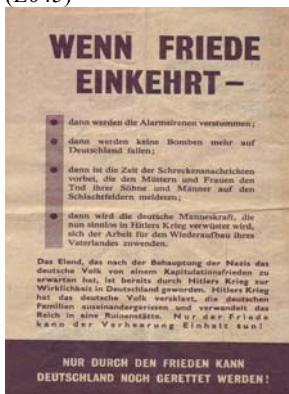 (E045)
WENN FRIEDE
EINKEHRT—
dann werden die Alarmsirenen verstummen;
dann werden keine Bomben mehr auf
Deutschland fallen;
dann ist die Zeit der Schreckensnachrichten
vorbei, die den Müttern und Frauen den
Tod ihrer Söhne und Männer auf den
Schlachtfeldern meldeten;
dann wird die deutsche Manneskraft, die
nun sinnlos in Hitlers Krieg verwüstet wird,
sich der Arbeit für den Wiederaufbau ihres
Vaterlandes zuwenden.
Das Elend, das nach der Behauptung der Nazis das
deutsche Volk von einem Kapitulationsfrieden zu
erwarten hat, ist bereits durch Hitlers Krieg zur
Wirklichkeit in Deutschland geworden. Hitlers Krieg
hat das deutsche Volk versklavt, die deutschen
Familien auseinandergerissen und verwandelt das
Reich in eine Ruinenstätte. Nur der Friede
kann der Verheerung Einhalt tun!
NUR DURCH DEN FRIEDEN KANN
DEUTSCHLAND NOCH GERETTET WERDEN!